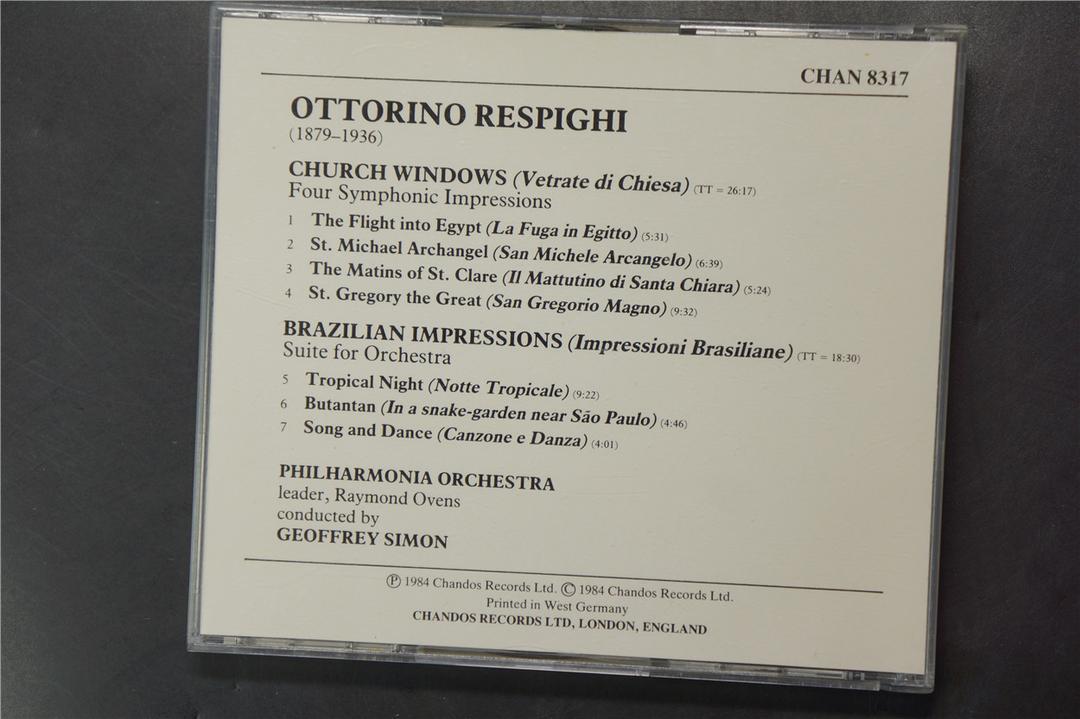 CHAN 8317
OTTORINO RESPIGHI
(1879–1936)
CHURCH WINDOWS (Vetrate di Chiesa) (TT = 26:17)
Four Symphonic Impressions
1 The Flight into Egypt (La Fuga in Egitto) (5:31)
2 St. Michael Archangel (San Michele Arcangelo) (6:39)
3 The Matins of St. Clare (Il Mattutino di Santa Chiara) (5:24)
4 St. Gregory the Great (San Gregorio Magno) (9:32)
BRAZILIAN IMPRESSIONS (Impressioni Brasiliane) (TT = 18:30)
Suite for Orchestra
5 Tropical Night (Notte Tropicale) (9:22)
6 Butantan (In a snake-garden near São Paulo) (4:46)
7 Song and Dance (Canzone e Danza) (4:01)
PHILHARMONIA ORCHESTRA
leader, Raymond Ovens
conducted by
GEOFFREY SIMON
℗ 1984 Chandos Records Ltd. © 1984 Chandos Records Ltd.
Printed in West Germany
CHANDOS RECORDS LTD, LONDON, ENGLAND